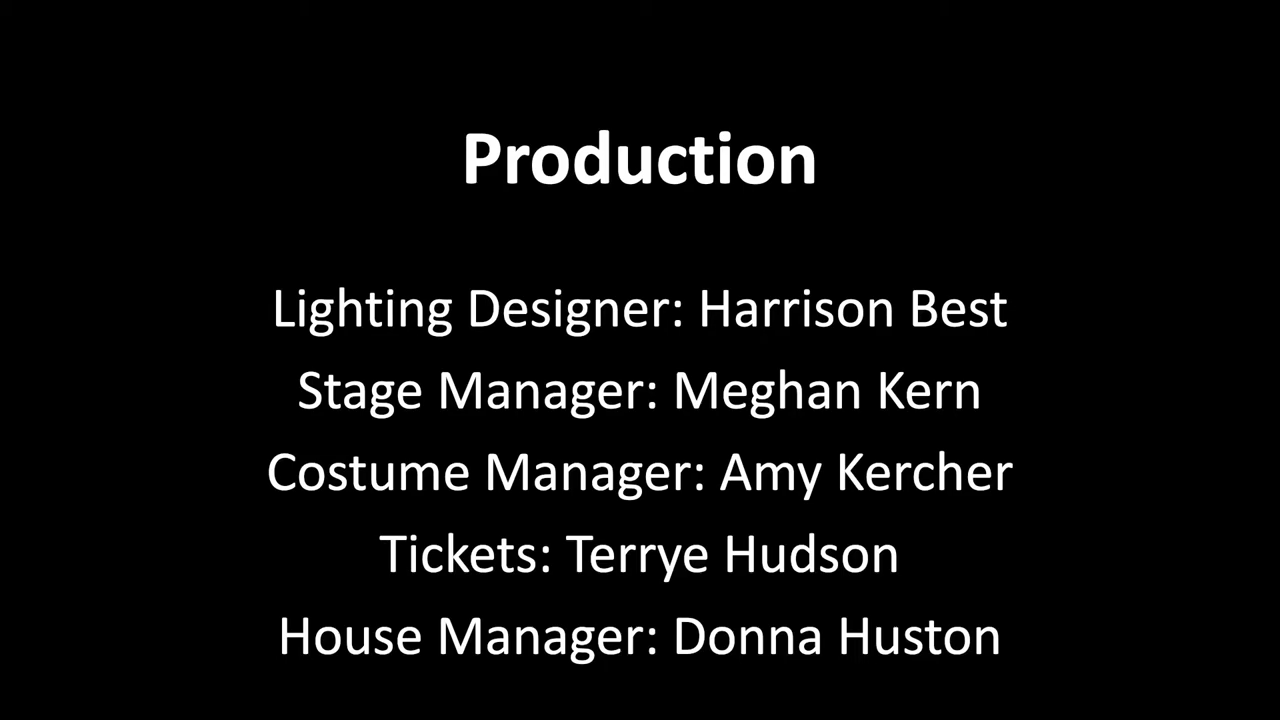 Production
Lighting Designer: Harrison Best
Stage Manager: Meghan Kern
Costume Manager: Amy Kercher
Tickets: Terrye Hudson
House Manager: Donna Huston